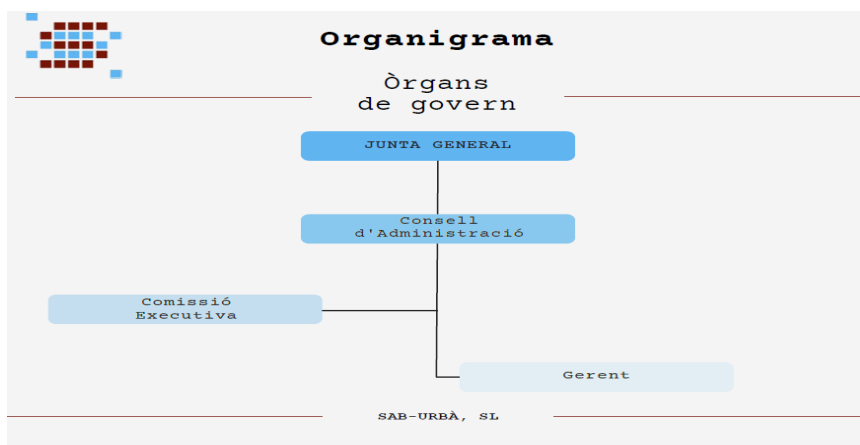 Organigrama
Òrgans
de govern
JUNTA GENERAL
Consell
d'Administració
Comissió
Executiva
Gerent
SAB-URBÀ, SL